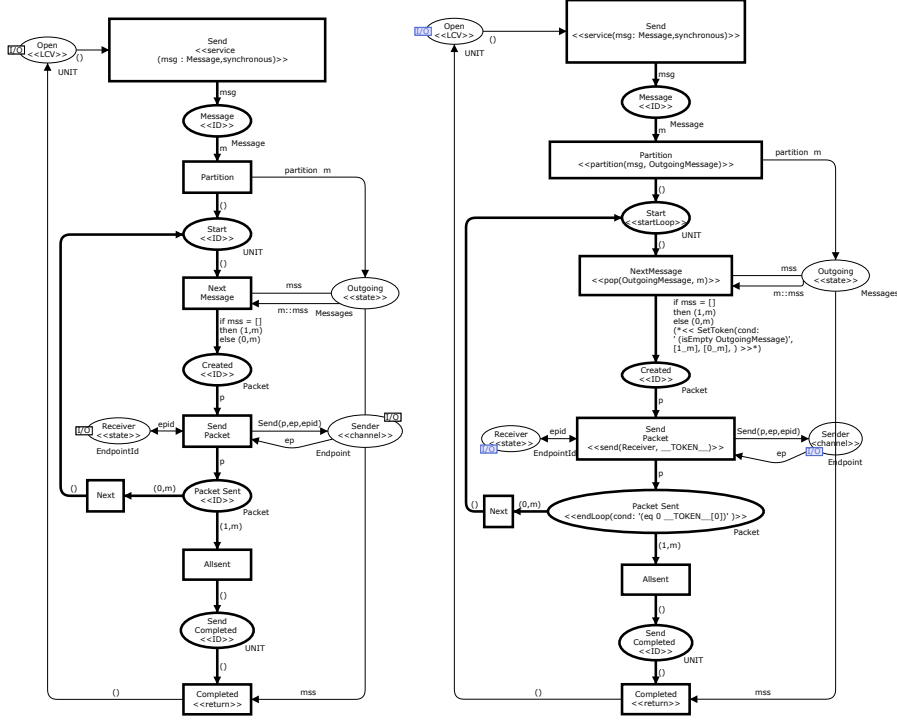 Open
<<LCV>>
I/O
UNIT
()
Send
<<service
(msg : Message,synchronous)>>
msg
Message
<<ID>>
Message
m
Partition
partition m
()
Start
<<ID>>
UNIT
()
Next
Message
mss
m::mss
Outgoing
<<state>>
Messages
if mss = []
then (1,m)
else (0,m)
Created
<<ID>>
Packet
p
Receiver
<<state>>
I/O
EndpointId
epid
Send
Packet
Send(p,ep,epid)
ep
Sender
<<channel>>
I/O
Endpoint
p
()
Next
(0,m)
Packet Sent
<<ID>>
Packet
(1,m)
Allsent
()
Send
Completed
<<ID>>
UNIT
()
()
Completed
<<return>>
mss
Open
<<LCV>>
I/O
UNIT
()
Send
<<service(msg: Message,synchronous)>>
msg
Message
<<ID>>
Message
m
Partition
<<partition(msg, OutgoingMessage)>>
partition m
()
Start
<<startLoop>>
UNIT
()
NextMessage
<<pop(OutgoingMessage, m)>>
mss
m::mss
Outgoing
<<state>>
Messages
if mss = []
then (1,m)
else (0,m)
(*<< SetToken(cond:
' (isEmpty OutgoingMessage)',
[1_m], [0_m], ) >>*)
Created
<<ID>>
Packet
p
Receiver
<<state>>
I/O
EndpointId
epid
Send
Packet
<<send(Receiver, __TOKEN__)>>
Send(p,ep,epid)
ep
Sender
<<channel>>
I/O
Endpoint
p
()
Next
(0,m)
Packet Sent
<<endLoop(cond: '(eq 0 __TOKEN__[0])' )>>
Packet
(1,m)
Allsent
()
Send
Completed
<<ID>>
UNIT
()
()
Completed
<<return>>
mss